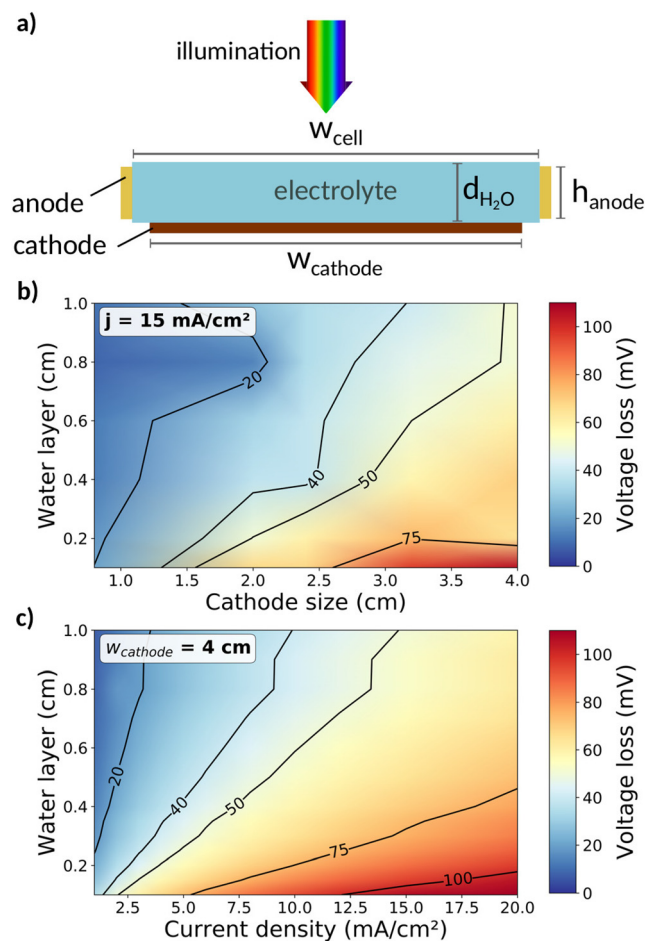 a)
illumination
w_cell
anode
electrolyte
d_H₂O
h_anode
cathode
w_cathode
b)
j = 15 mA/cm²
Water layer (cm)
1.0
0.8
0.6
0.4
0.2
20
40
50
75
1.0
1.5
2.0
2.5
3.0
3.5
4.0
Cathode size (cm)
100
80
60
40
20
0
Voltage loss (mV)
c)
w_cathode = 4 cm
Water layer (cm)
1.0
0.8
0.6
0.4
0.2
20
40
50
75
100
2.5
5.0
7.5
10.0
12.5
15.0
17.5
20.0
Current density (mA/cm²)
100
80
60
40
20
0
Voltage loss (mV)